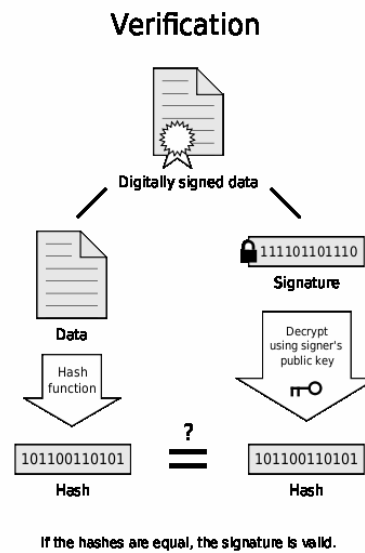 Verification
Digitally signed data
111101101110
Signature
Data
Decrypt
using signer's
public key
Hash
function
?
=
101100110101
101100110101
Hash
Hash
If the hashes are equal, the signature is valid.